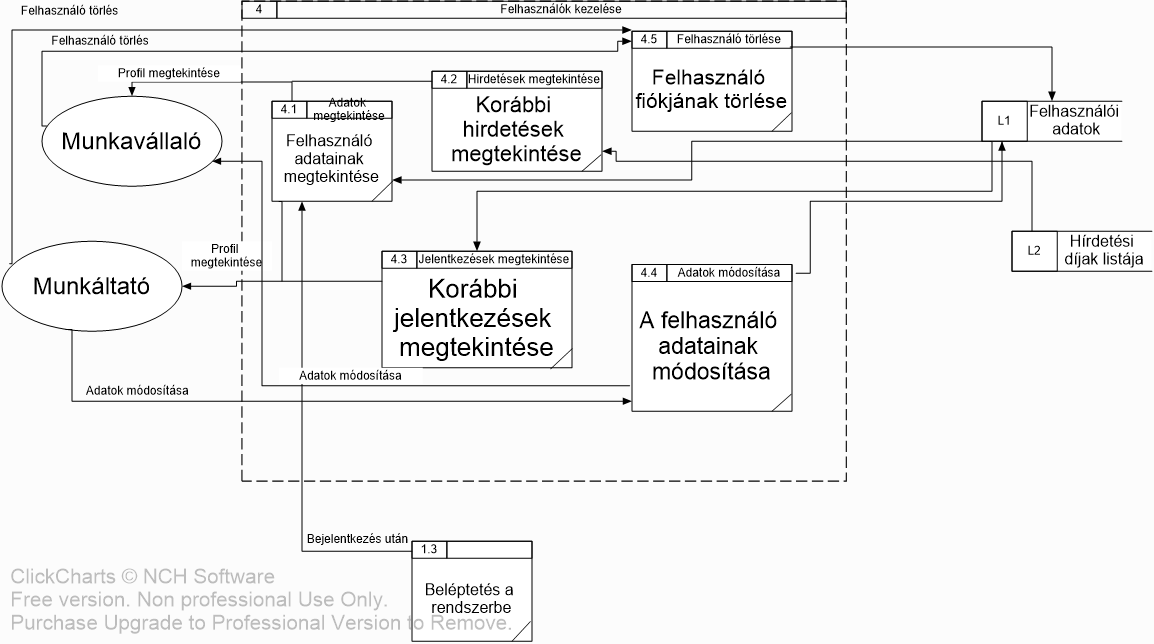 Felhasználó törlés
4
Felhasználók kezelése
Felhasználó törlés
4.5
Felhasználó törlése
Felhasználó
fiókjának törlése
Profil megtekintése
4.2
Hirdetések megtekintése
Korábbi
hirdetések
megtekintése
4.1
Adatok
megtekintése
Felhasználó
adatainak
megtekintése
Munkavállaló
L1
Felhasználói
adatok
Profil
megtekintése
Munkáltató
4.3
Jelentkezések megtekintése
Korábbi
jelentkezések
megtekintése
4.4
Adatok módosítása
A felhasználó
adatainak
módosítása
L2
Hírdetési
díjak listája
Adatok módosítása
Adatok módosítása
Bejelentkezés után
1.3
Beléptetés a
rendszerbe
ClickCharts © NCH Software
Free version. Non professional Use Only.
Purchase Upgrade to Professional Version to Remove.